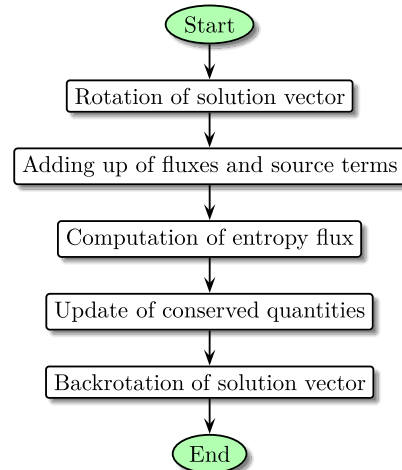 Start
Rotation of solution vector
Adding up of fluxes and source terms
Computation of entropy flux
Update of conserved quantities
Backrotation of solution vector
End